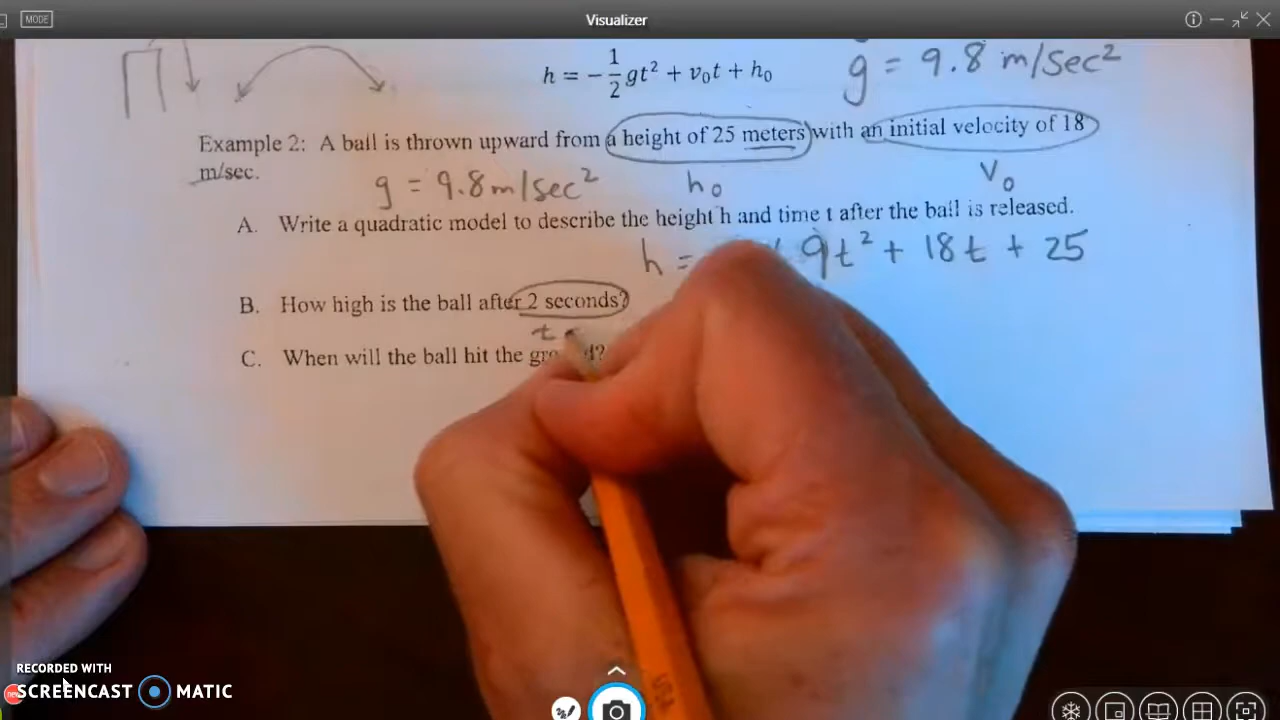 MODE
Visualizer
h = -1/2 gt² + v₀t + h₀
g = 9.8 m/sec²
Example 2: A ball is thrown upward from a height of 25 meters with an initial velocity of 18
m/sec.
g = 9.8 m/sec²
h₀
v₀
A. Write a quadratic model to describe the height h and time t after the ball is released.
h = 9t² + 18t + 25
B. How high is the ball after 2 seconds?
t
C. When will the ball hit the
RECORDED WITH
SCREENCAST MATIC
USA